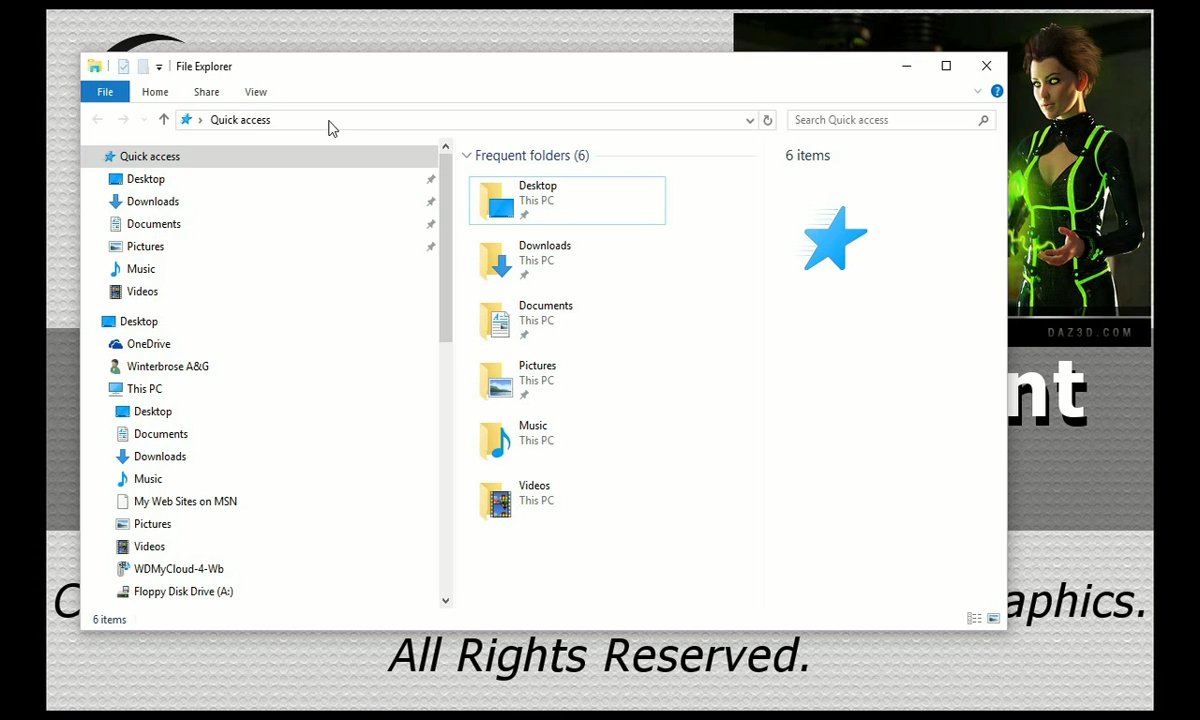 File Explorer
File Home Share View
Quick access
Search Quick access
Quick access
Desktop
Downloads
Documents
Pictures
Music
Videos
Desktop
OneDrive
Winterbrose A&G
This PC
Desktop
Documents
Downloads
Music
My Web Sites on MSN
Pictures
Videos
WDMyCloud-4-Wb
Floppy Disk Drive (A:)
6 items
Frequent folders (6)
Desktop
This PC
Downloads
This PC
Documents
This PC
Pictures
This PC
Music
This PC
Videos
This PC
6 items
DAZ3D.COM
nt
C
aphics.
All Rights Reserved.